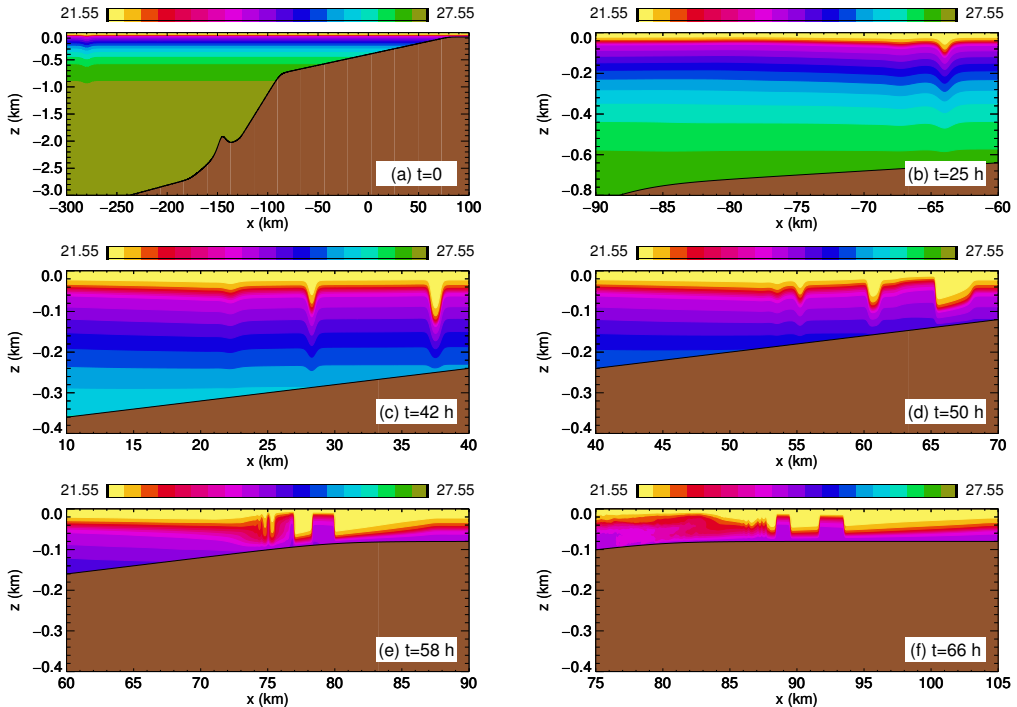 21.55 27.55 21.55 27.55
0.0
−0.5
−1.0
−1.5
−2.0
−2.5
−3.0
z (km)
(a) t=0
−300 −250 −200 −150 −100 −50 0 50 100
x (km)
0.0
−0.2
−0.4
−0.6
−0.8
z (km)
(b) t=25 h
−90 −85 −80 −75 −70 −65 −60
x (km)
21.55 27.55 21.55 27.55
0.0
−0.1
−0.2
−0.3
−0.4
z (km)
(c) t=42 h
10 15 20 25 30 35 40
x (km)
0.0
−0.1
−0.2
−0.3
−0.4
z (km)
(d) t=50 h
40 45 50 55 60 65 70
x (km)
21.55 27.55 21.55 27.55
0.0
−0.1
−0.2
−0.3
−0.4
z (km)
(e) t=58 h
60 65 70 75 80 85 90
x (km)
0.0
−0.1
−0.2
−0.3
−0.4
z (km)
(f) t=66 h
75 80 85 90 95 100 105
x (km)